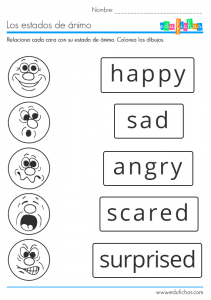 Nombre:
edufichas
Los estados de ánimo
Relaciona cada cara con su estado de ánimo. Colorea los dibujos.
happy
sad
angry
scared
surprised
www.edufichas.com